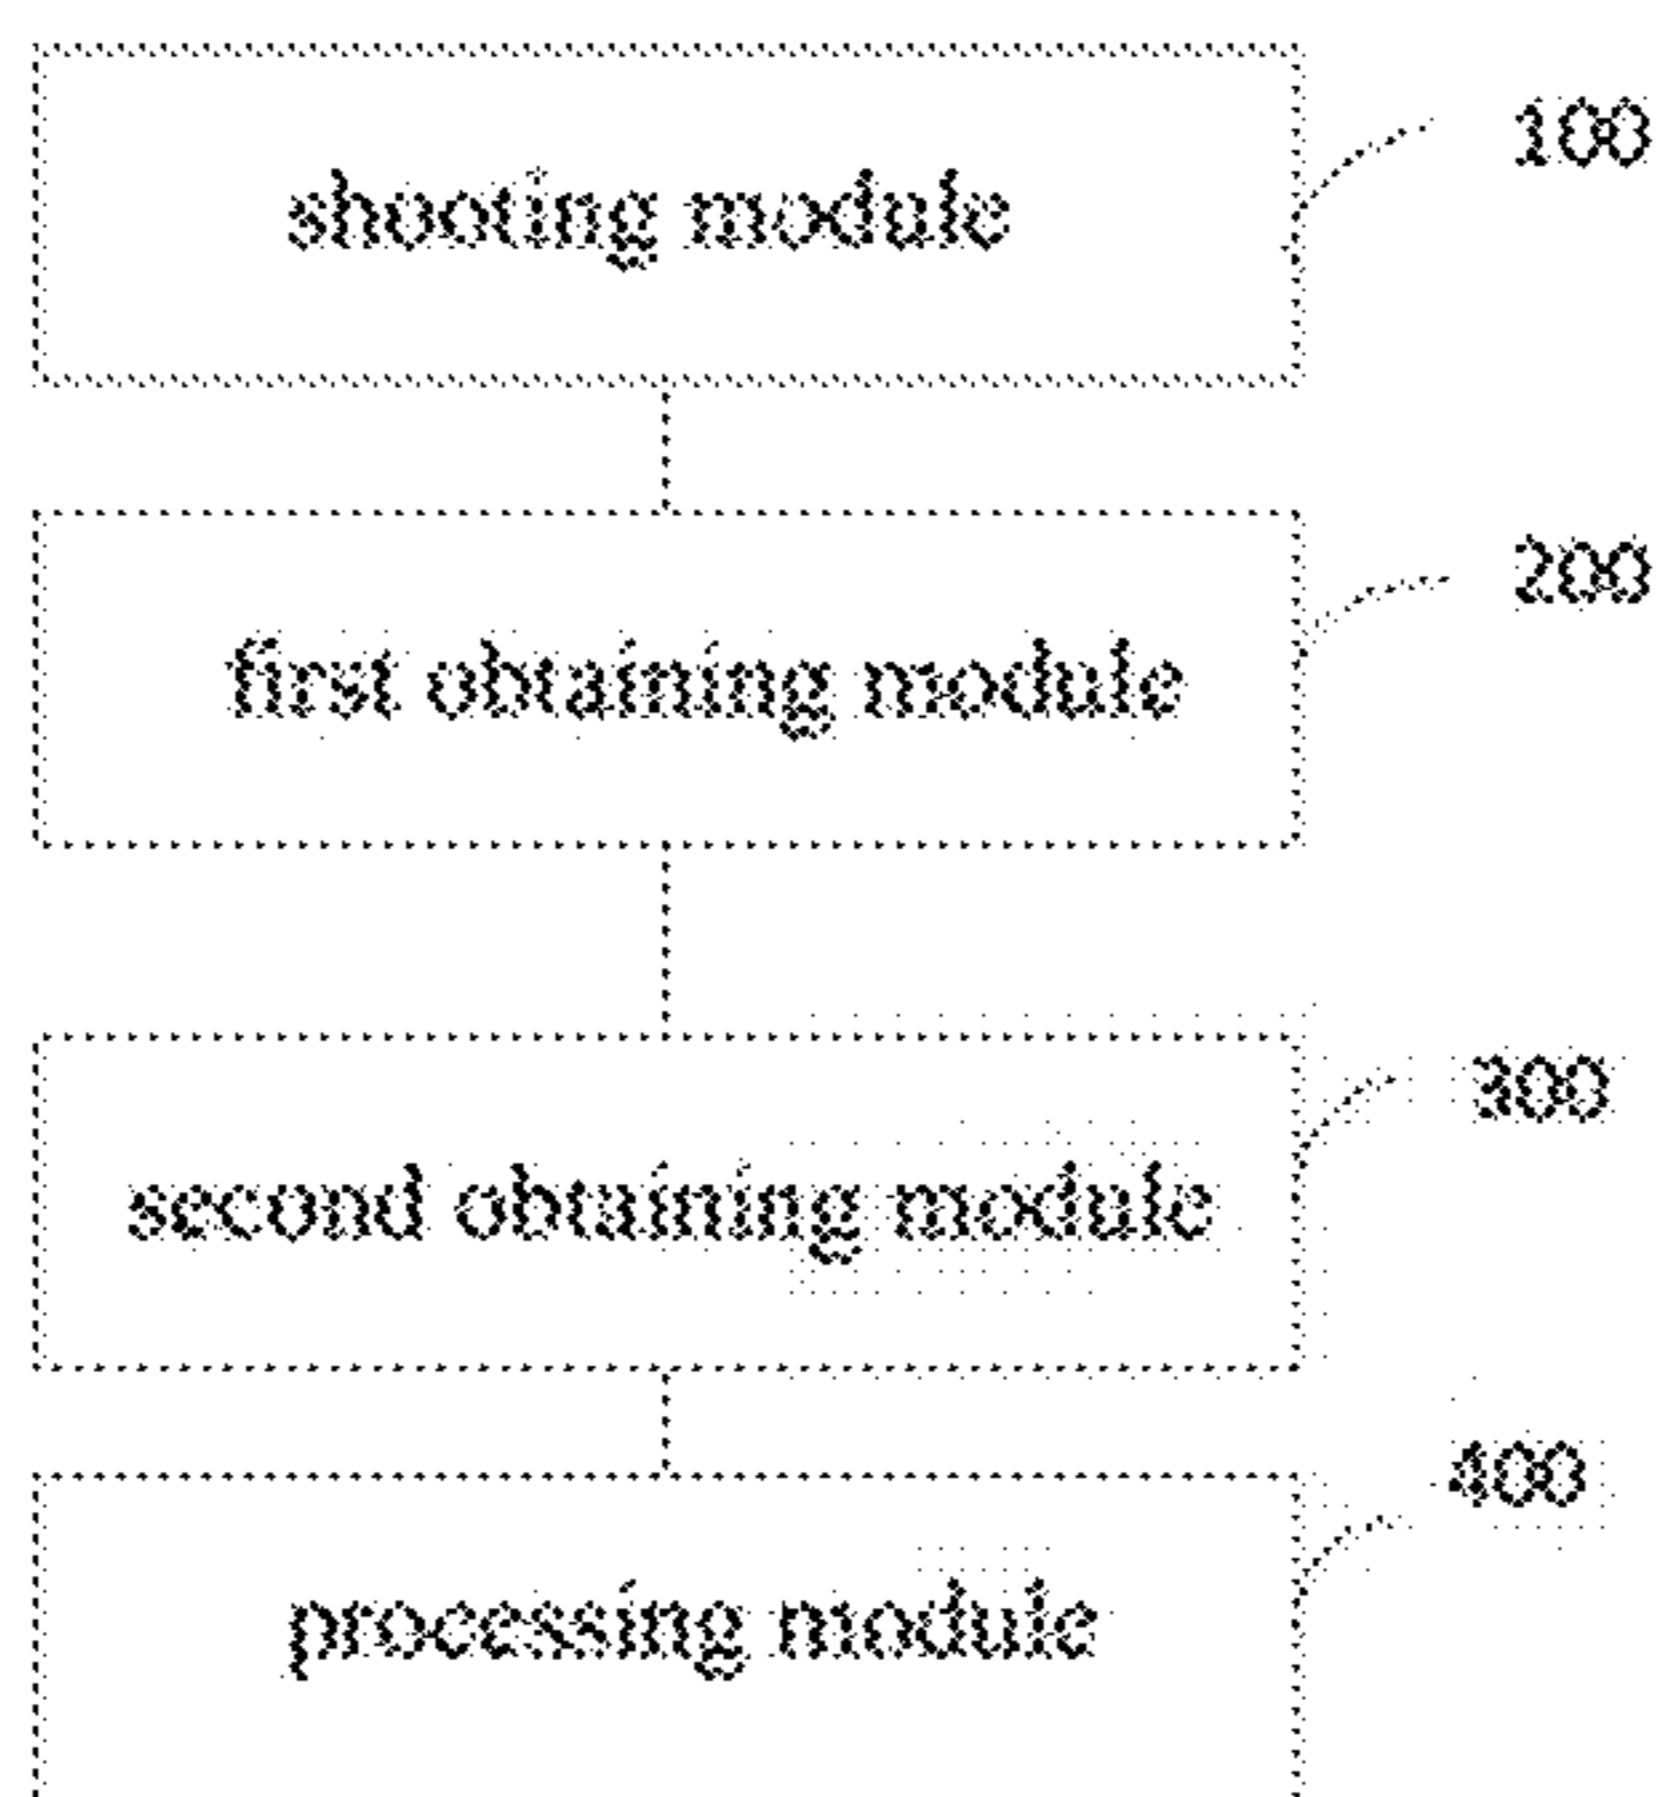 shooting module
100
first obtaining module
200
second obtaining module
300
processing module
400